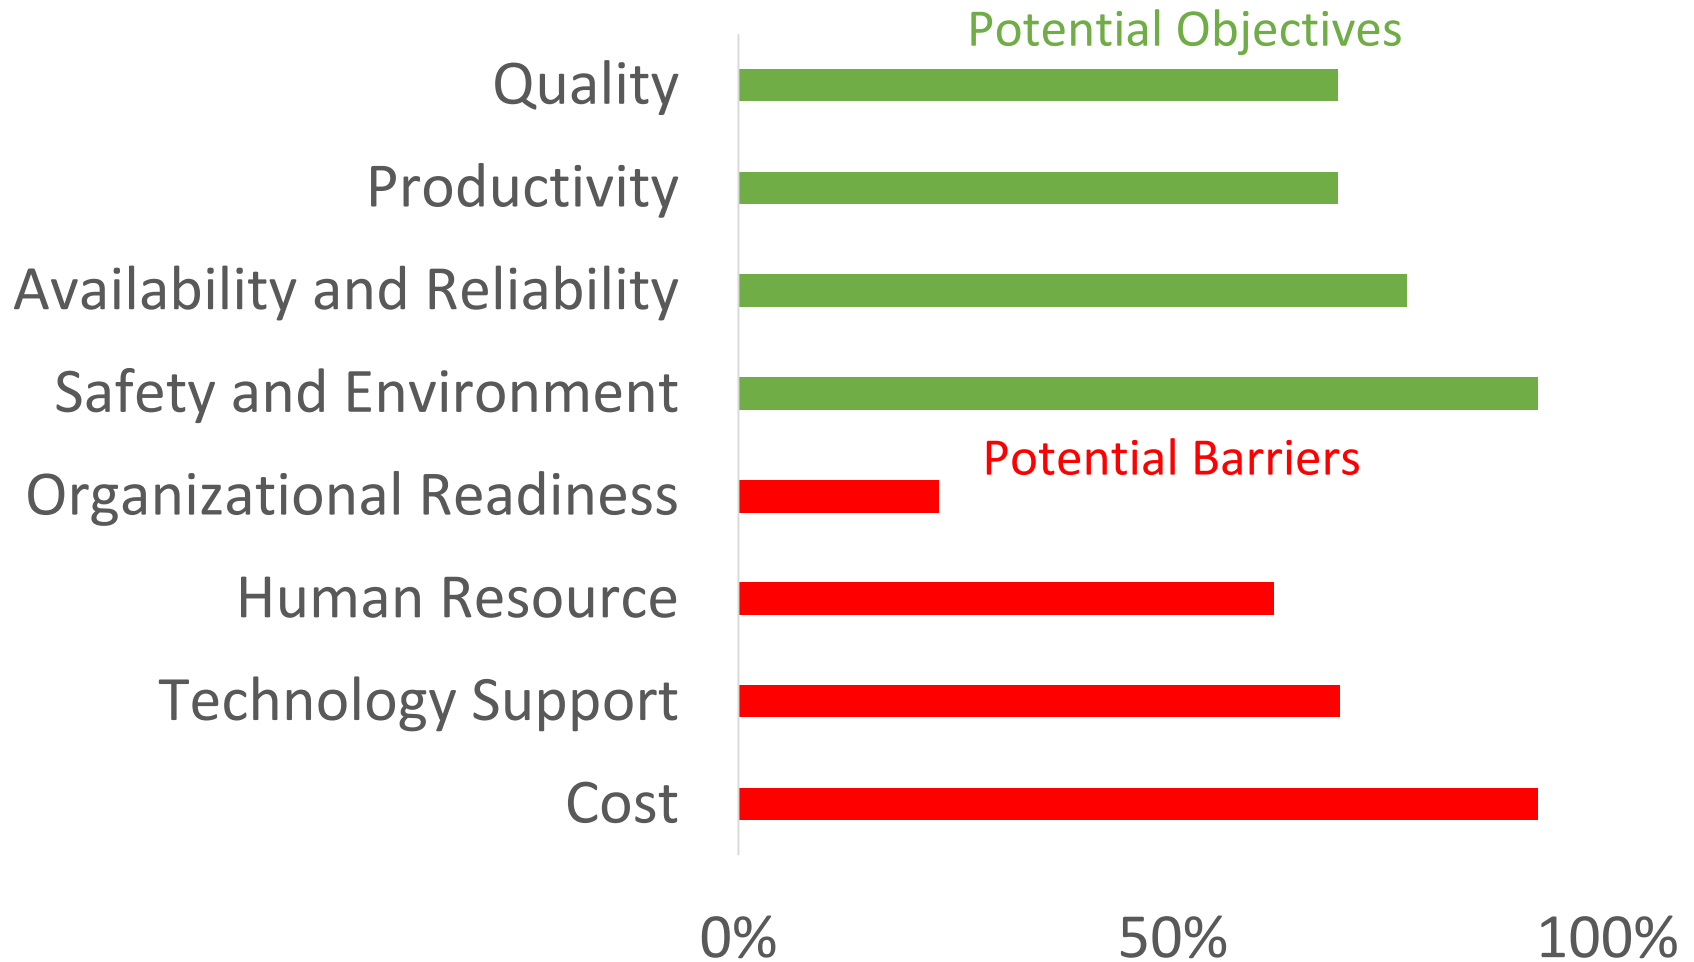 Potential Objectives
Quality
Productivity
Availability and Reliability
Safety and Environment
Potential Barriers
Organizational Readiness
Human Resource
Technology Support
Cost
0% 50% 100%